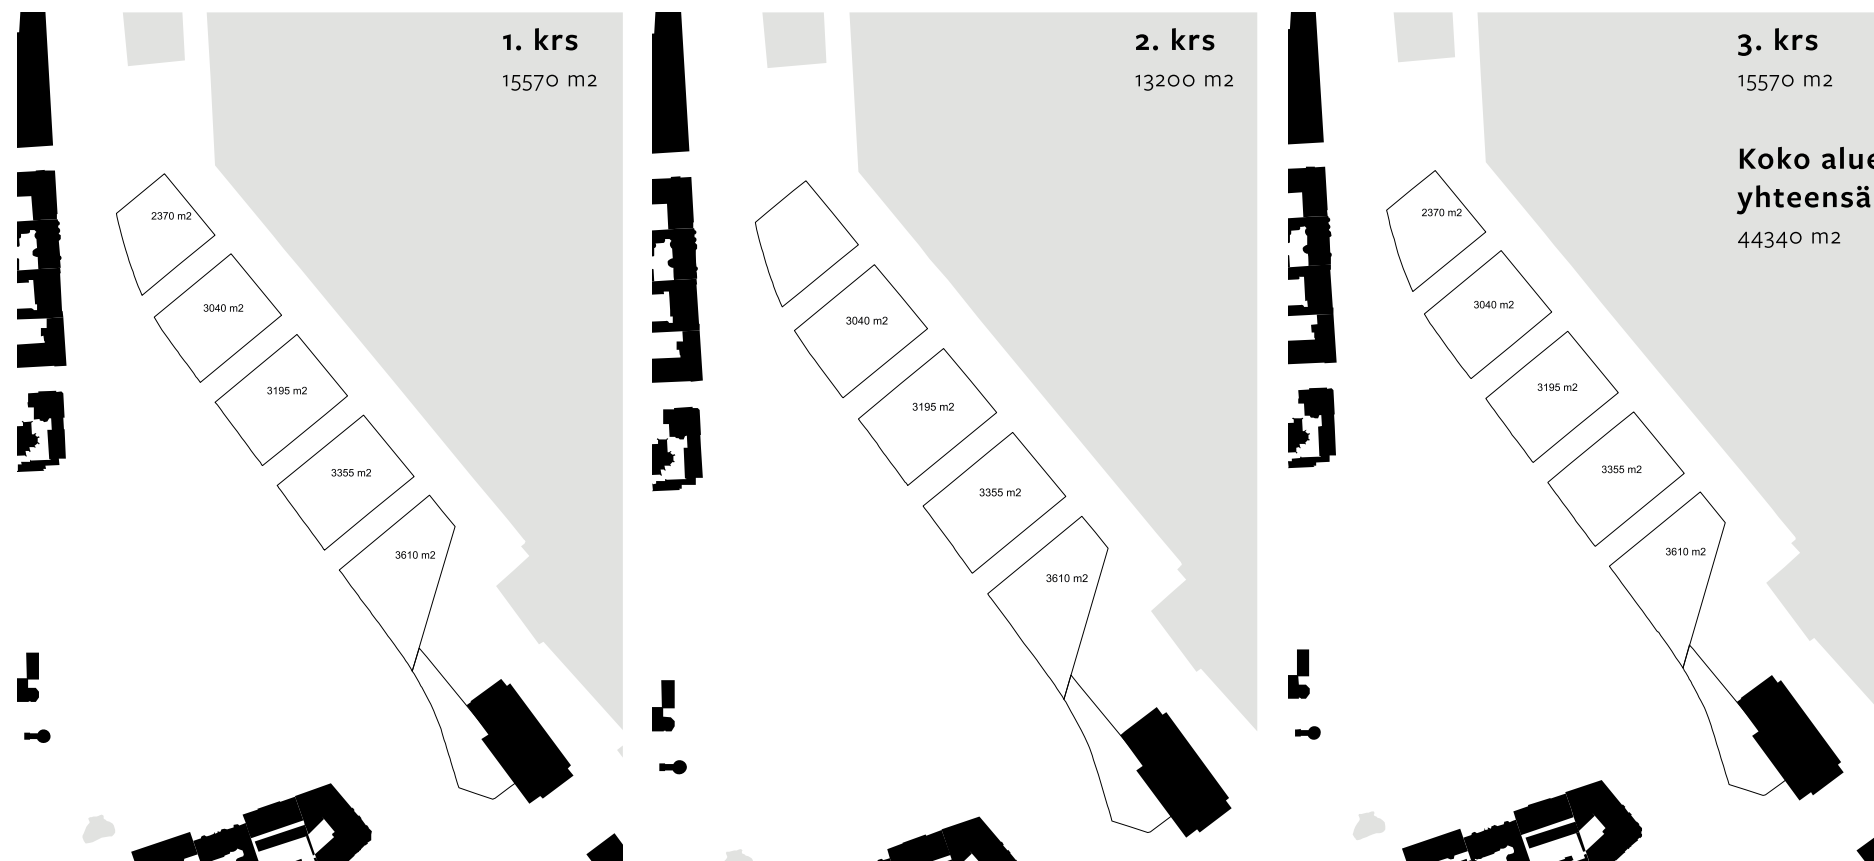 1. krs
15570 m2
2370 m2
3040 m2
3195 m2
3355 m2
3610 m2
2. krs
13200 m2
3040 m2
3195 m2
3355 m2
3610 m2
3. krs
15570 m2
Koko alue
yhteensä
44340 m2
2370 m2
3040 m2
3195 m2
3355 m2
3610 m2